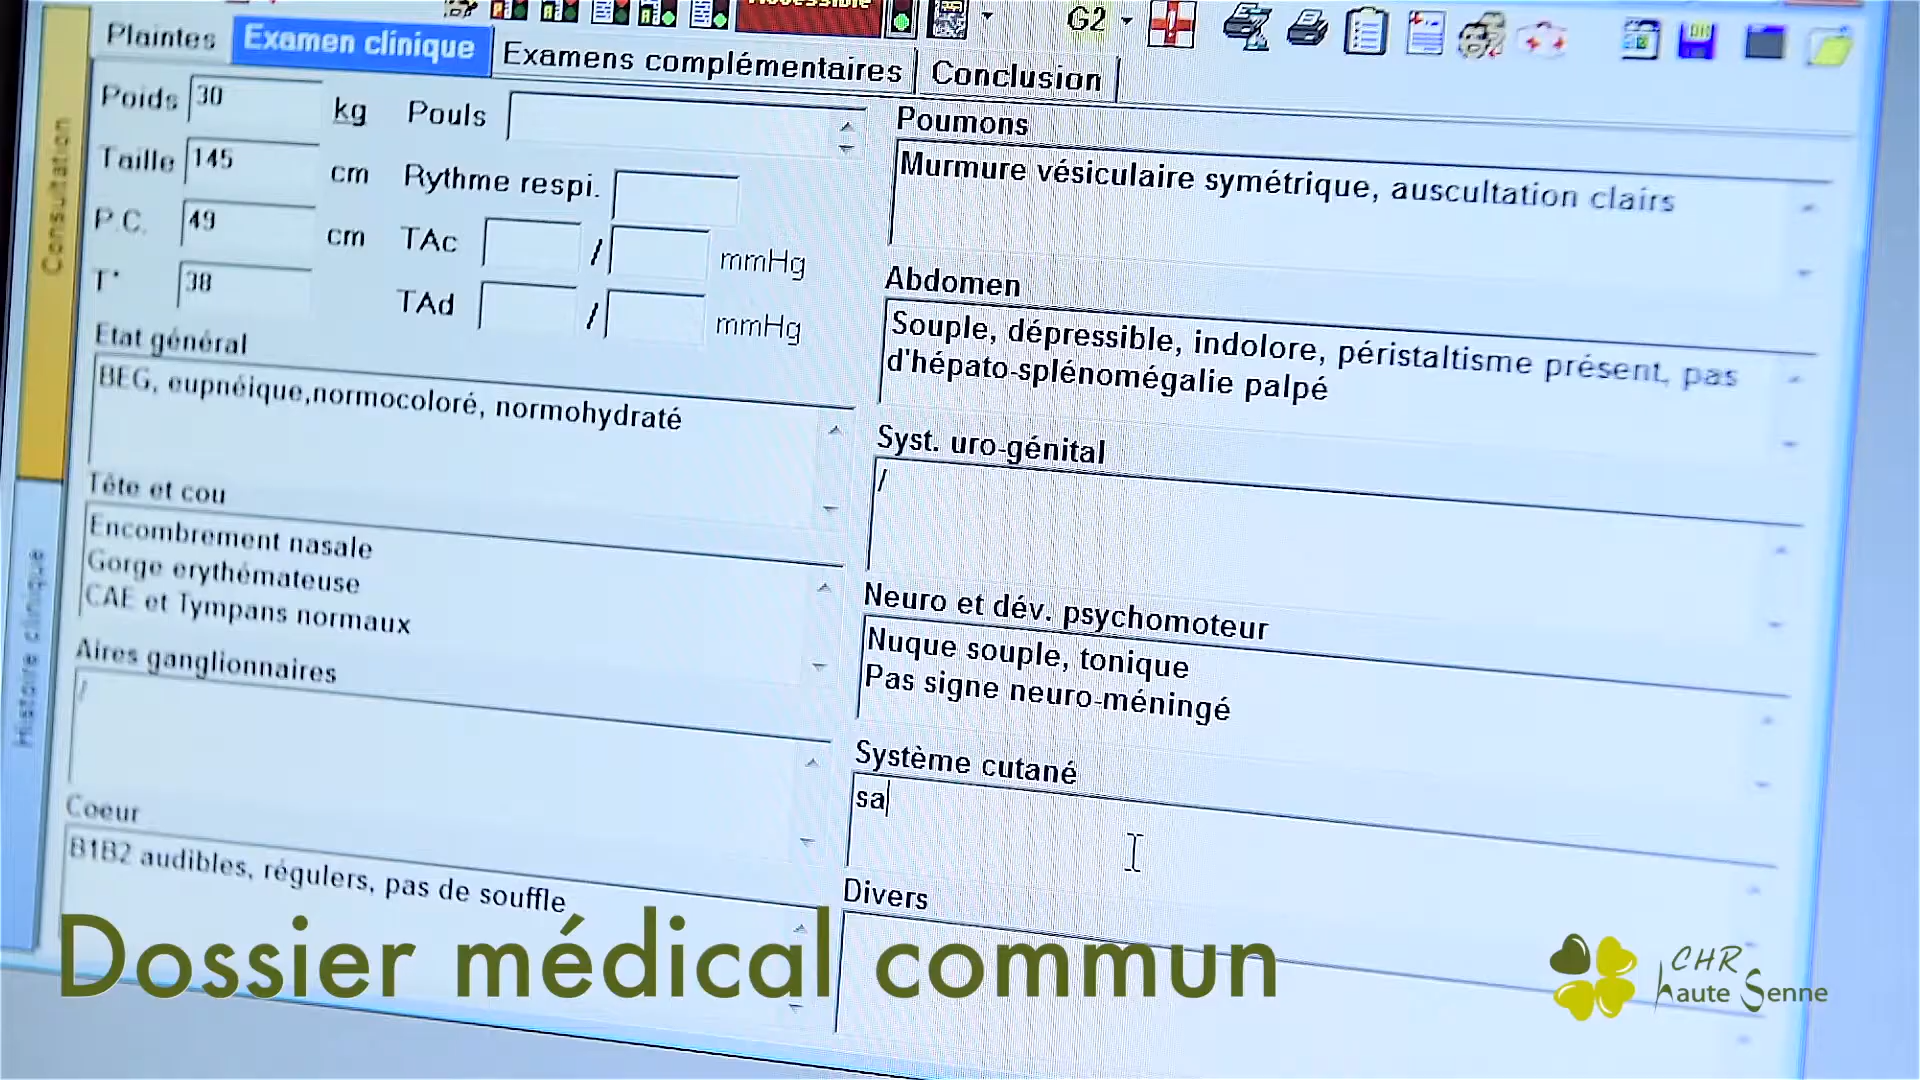 Accessible
G2
Plaintes
Examen clinique
Examens complémentaires
Conclusion
Consultation
Histoire clinique
Poids 30 kg
Taille 145 cm
P.C. 49 cm
T° 38
Pouls
Rythme respi.
TAc / mmHg
TAd / mmHg
Etat général
BEG, eupnéique,normocoloré, normohydraté
Tête et cou
Encombrement nasale
Gorge erythémateuse
CAE et Tympans normaux
Aires ganglionnaires
/
Coeur
B1B2 audibles, régulers, pas de souffle
Poumons
Murmure vésiculaire symétrique, auscultation clairs
Abdomen
Souple, dépressible, indolore, péristaltisme présent, pas
d'hépato-splénomégalie palpé
Syst. uro-génital
/
Neuro et dév. psychomoteur
Nuque souple, tonique
Pas signe neuro-méningé
Système cutané
sa
Divers
Dossier médical commun
CHR
haute Senne